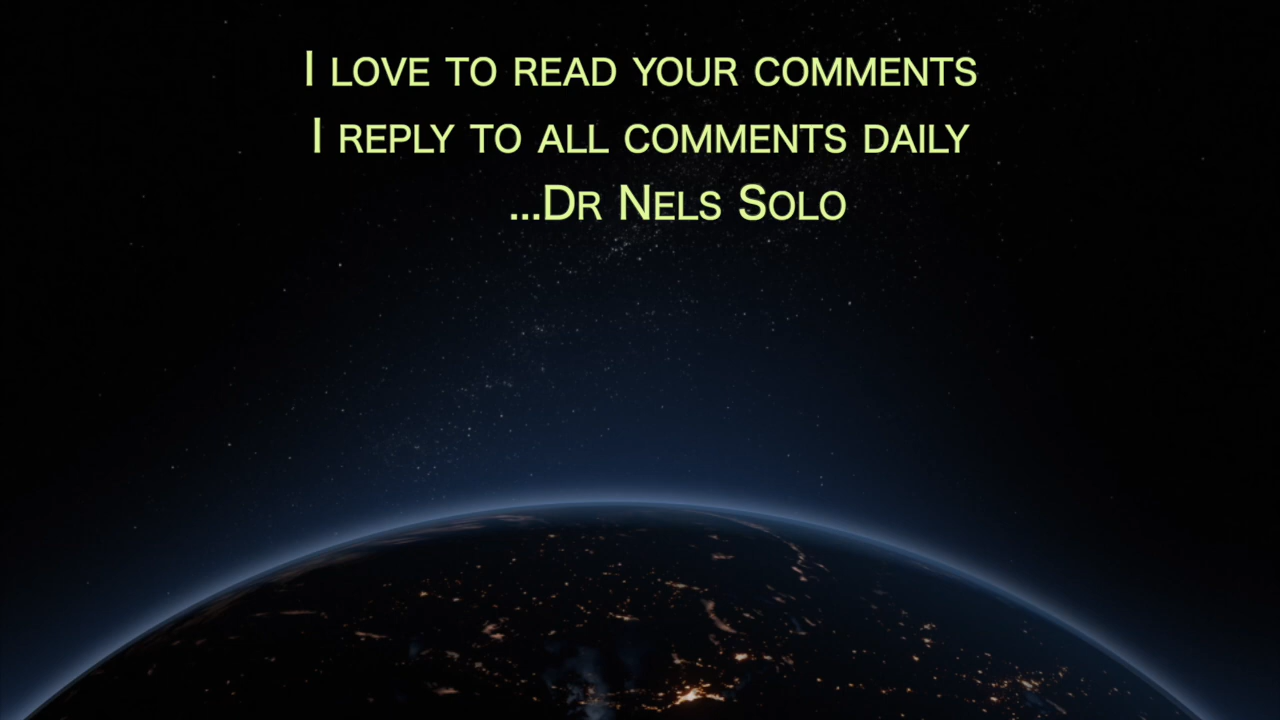 I LOVE TO READ YOUR COMMENTS
I REPLY TO ALL COMMENTS DAILY
...DR NELS SOLO